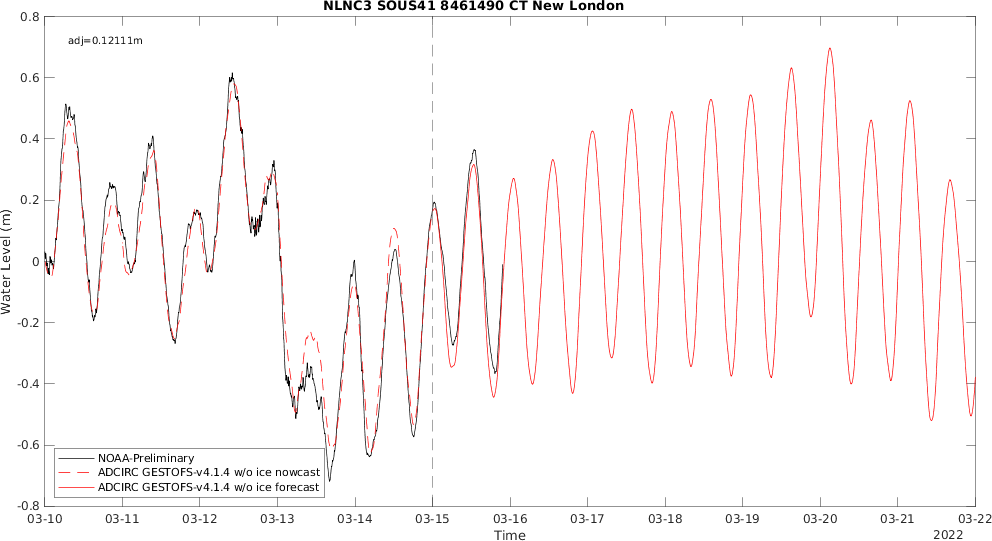 NLNC3 SOUS41 8461490 CT New London
adj=0.12111m
0.8
0.6
0.4
0.2
0
-0.2
-0.4
-0.6
-0.8
Water Level (m)
NOAA-Preliminary
ADCIRC GESTOFS-v4.1.4 w/o ice nowcast
ADCIRC GESTOFS-v4.1.4 w/o ice forecast
03-10 03-11 03-12 03-13 03-14 03-15 03-16 03-17 03-18 03-19 03-20 03-21 03-22
Time
2022